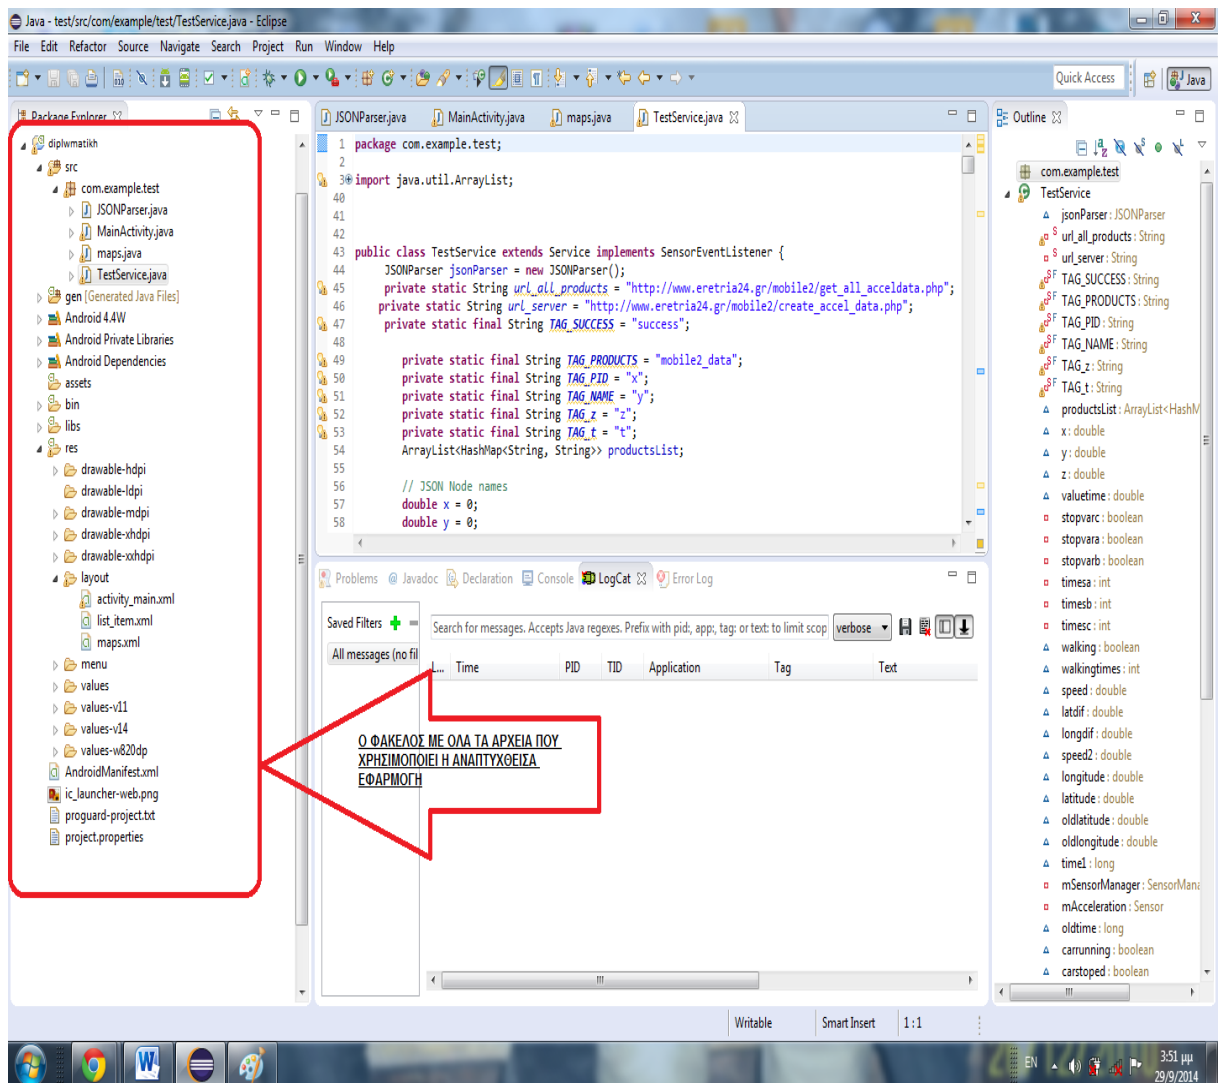 Java - test/src/com/example/test/TestService.java - Eclipse
File Edit Refactor Source Navigate Search Project Run Window Help
Quick Access
Java
Package Explorer
diplwmatikh
src
com.example.test
JSONParser.java
MainActivity.java
maps.java
TestService.java
gen [Generated Java Files]
Android 4.4W
Android Private Libraries
Android Dependencies
assets
bin
libs
res
drawable-hdpi
drawable-ldpi
drawable-mdpi
drawable-xhdpi
drawable-xxhdpi
layout
activity_main.xml
list_item.xml
maps.xml
menu
values
values-v11
values-v14
values-w820dp
AndroidManifest.xml
ic_launcher-web.png
proguard-project.txt
project.properties
JSONParser.java MainActivity.java maps.java TestService.java
1 package com.example.test;
2
3 import java.util.ArrayList;
40
41
42
43 public class TestService extends Service implements SensorEventListener {
44 JSONParser jsonParser = new JSONParser();
45 private static String url_all_products = "http://www.eretria24.gr/mobile2/get_all_acceldata.php";
46 private static String url_server = "http://www.eretria24.gr/mobile2/create_accel_data.php";
47 private static final String TAG_SUCCESS = "success";
48
49 private static final String TAG_PRODUCTS = "mobile2_data";
50 private static final String TAG_PID = "x";
51 private static final String TAG_NAME = "y";
52 private static final String TAG_z = "z";
53 private static final String TAG_t = "t";
54 ArrayList<HashMap<String, String>> productsList;
55
56 // JSON Node names
57 double x = 0;
58 double y = 0;
Problems @ Javadoc Declaration Console LogCat Error Log
Saved Filters
All messages (no fil
Search for messages. Accepts Java regexes. Prefix with pid:, app:, tag: or text: to limit scop
verbose
L... Time PID TID Application Tag Text
Ο ΦΑΚΕΛΟΣ ΜΕ ΟΛΑ ΤΑ ΑΡΧΕΙΑ ΠΟΥ
ΧΡΗΣΙΜΟΠΟΙΕΙ Η ΑΝΑΠΤΥΧΘΕΙΣΑ
ΕΦΑΡΜΟΓΗ
Outline
com.example.test
TestService
jsonParser : JSONParser
url_all_products : String
url_server : String
TAG_SUCCESS : String
TAG_PRODUCTS : String
TAG_PID : String
TAG_NAME : String
TAG_z : String
TAG_t : String
productsList : ArrayList<HashM
x : double
y : double
z : double
valuetime : double
stopvarc : boolean
stopvara : boolean
stopvarb : boolean
timesa : int
timesb : int
timesc : int
walking : boolean
walkingtimes : int
speed : double
latdif : double
longdif : double
speed2 : double
longitude : double
latitude : double
oldlatitude : double
oldlongitude : double
time1 : long
mSensorManager : SensorMana
mAcceleration : Sensor
oldtime : long
carrunning : boolean
carstoped : boolean
Writable Smart Insert 1 : 1
EN
3:51 μμ
29/9/2014